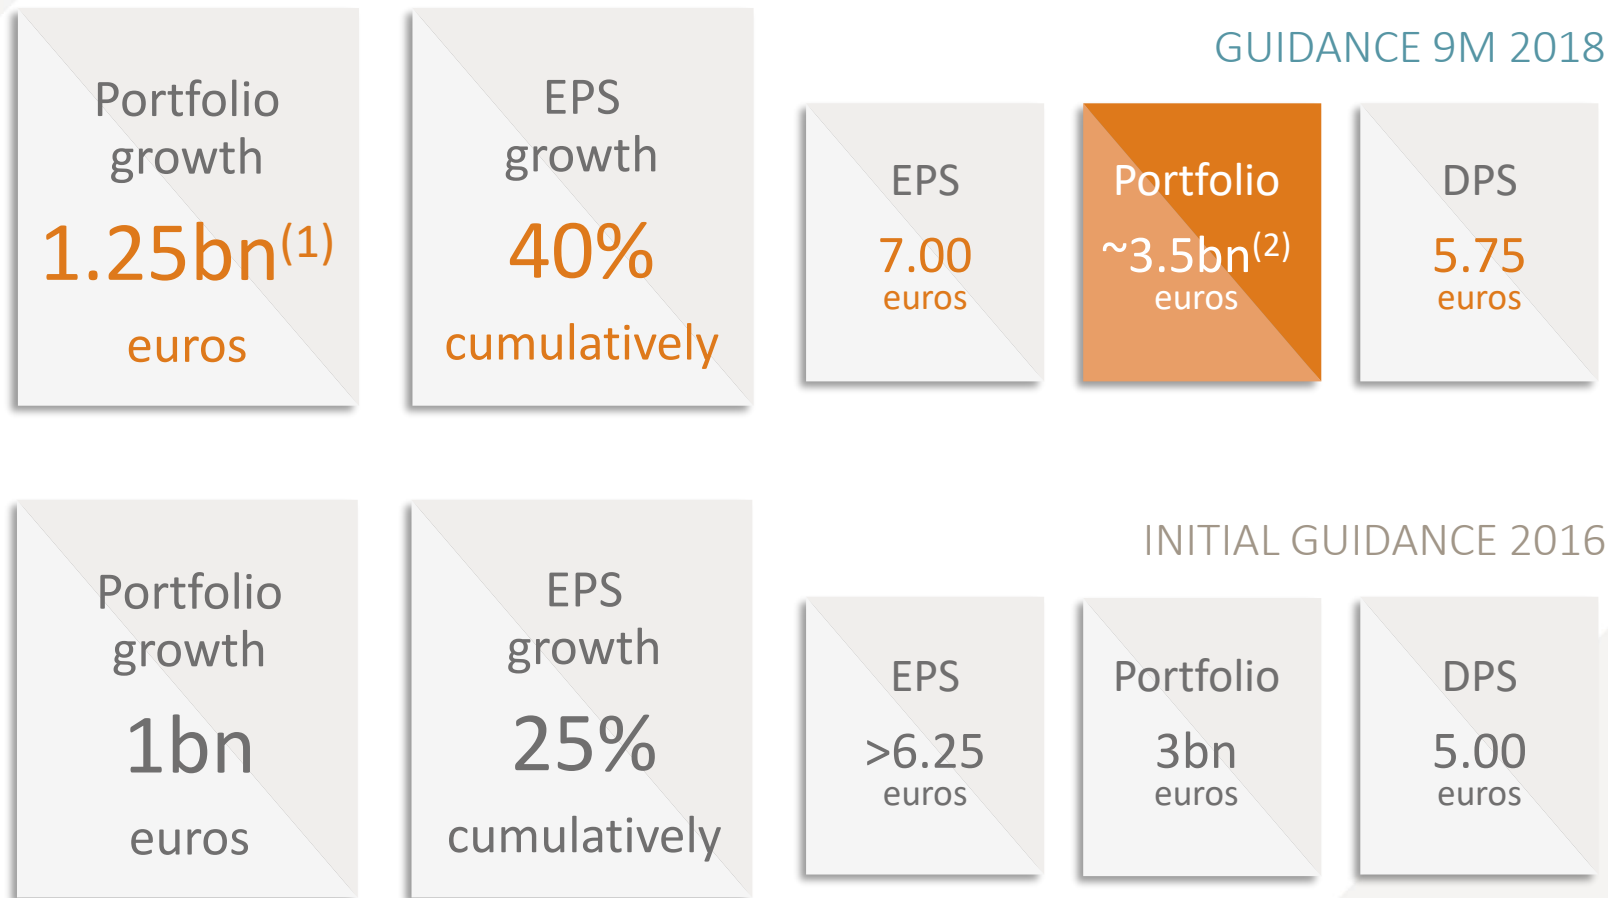 Portfolio
growth
1.25bn(1)
euros
EPS
growth
40%
cumulatively
GUIDANCE 9M 2018
EPS
7.00
euros
Portfolio
~3.5bn(2)
euros
DPS
5.75
euros
Portfolio
growth
1bn
euros
EPS
growth
25%
cumulatively
INITIAL GUIDANCE 2016
EPS
>6.25
euros
Portfolio
3bn
euros
DPS
5.00
euros